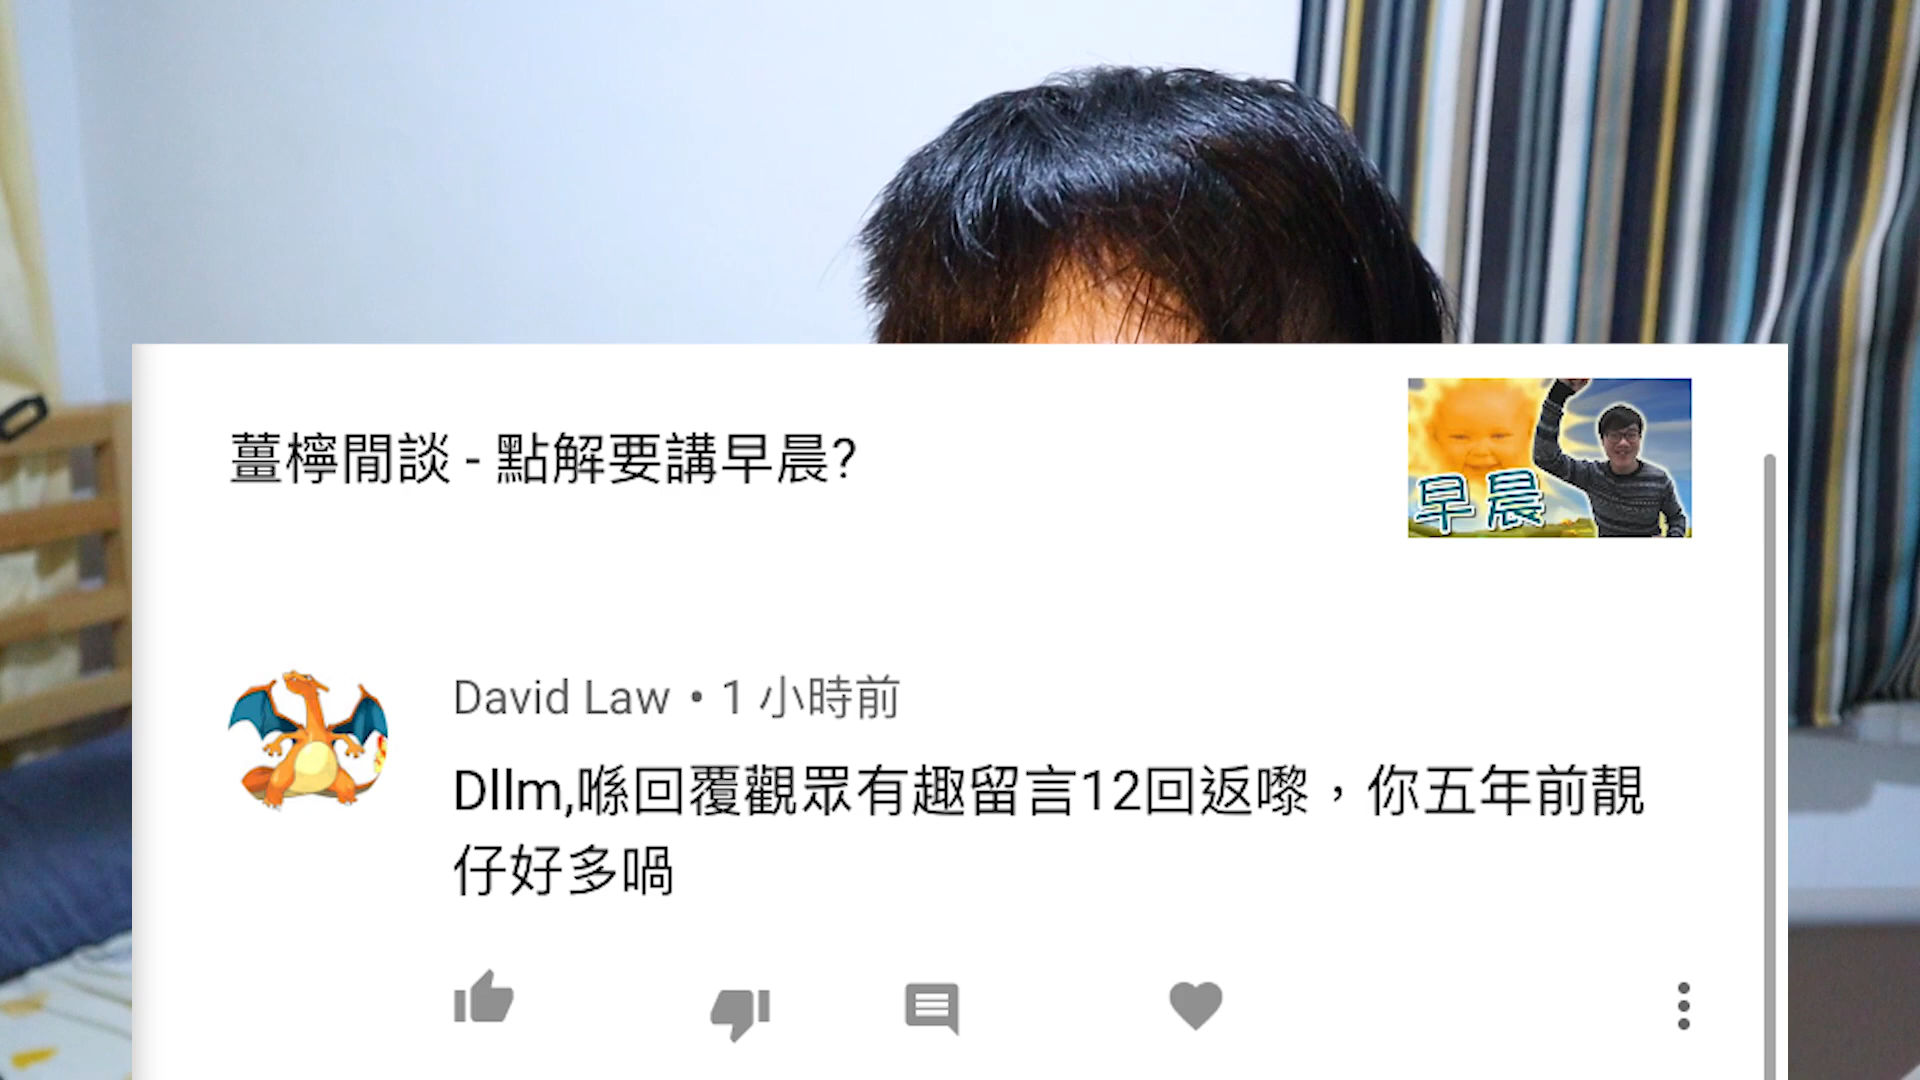 薑檸閒談 - 點解要講早晨?
早晨
David Law • 1 小時前
Dllm,喺回覆觀眾有趣留言12回返嚟，你五年前靚
仔好多喎